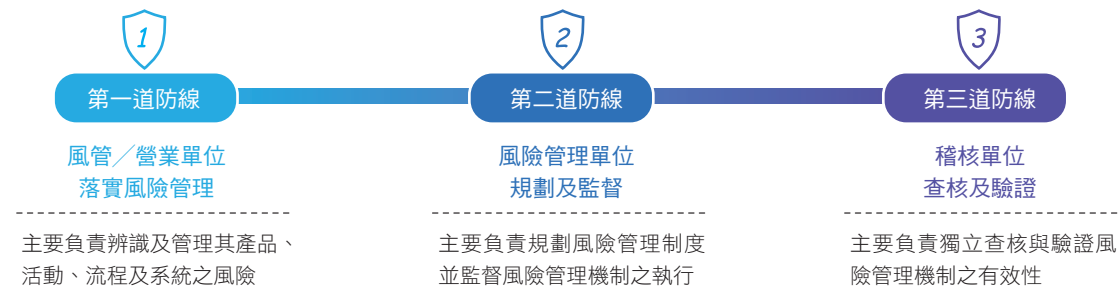 1
第一道防線
風管／營業單位
落實風險管理
主要負責辨識及管理其產品、
活動、流程及系統之風險
2
第二道防線
風險管理單位
規劃及監督
主要負責規劃風險管理制度
並監督風險管理機制之執行
3
第三道防線
稽核單位
查核及驗證
主要負責獨立查核與驗證風
險管理機制之有效性